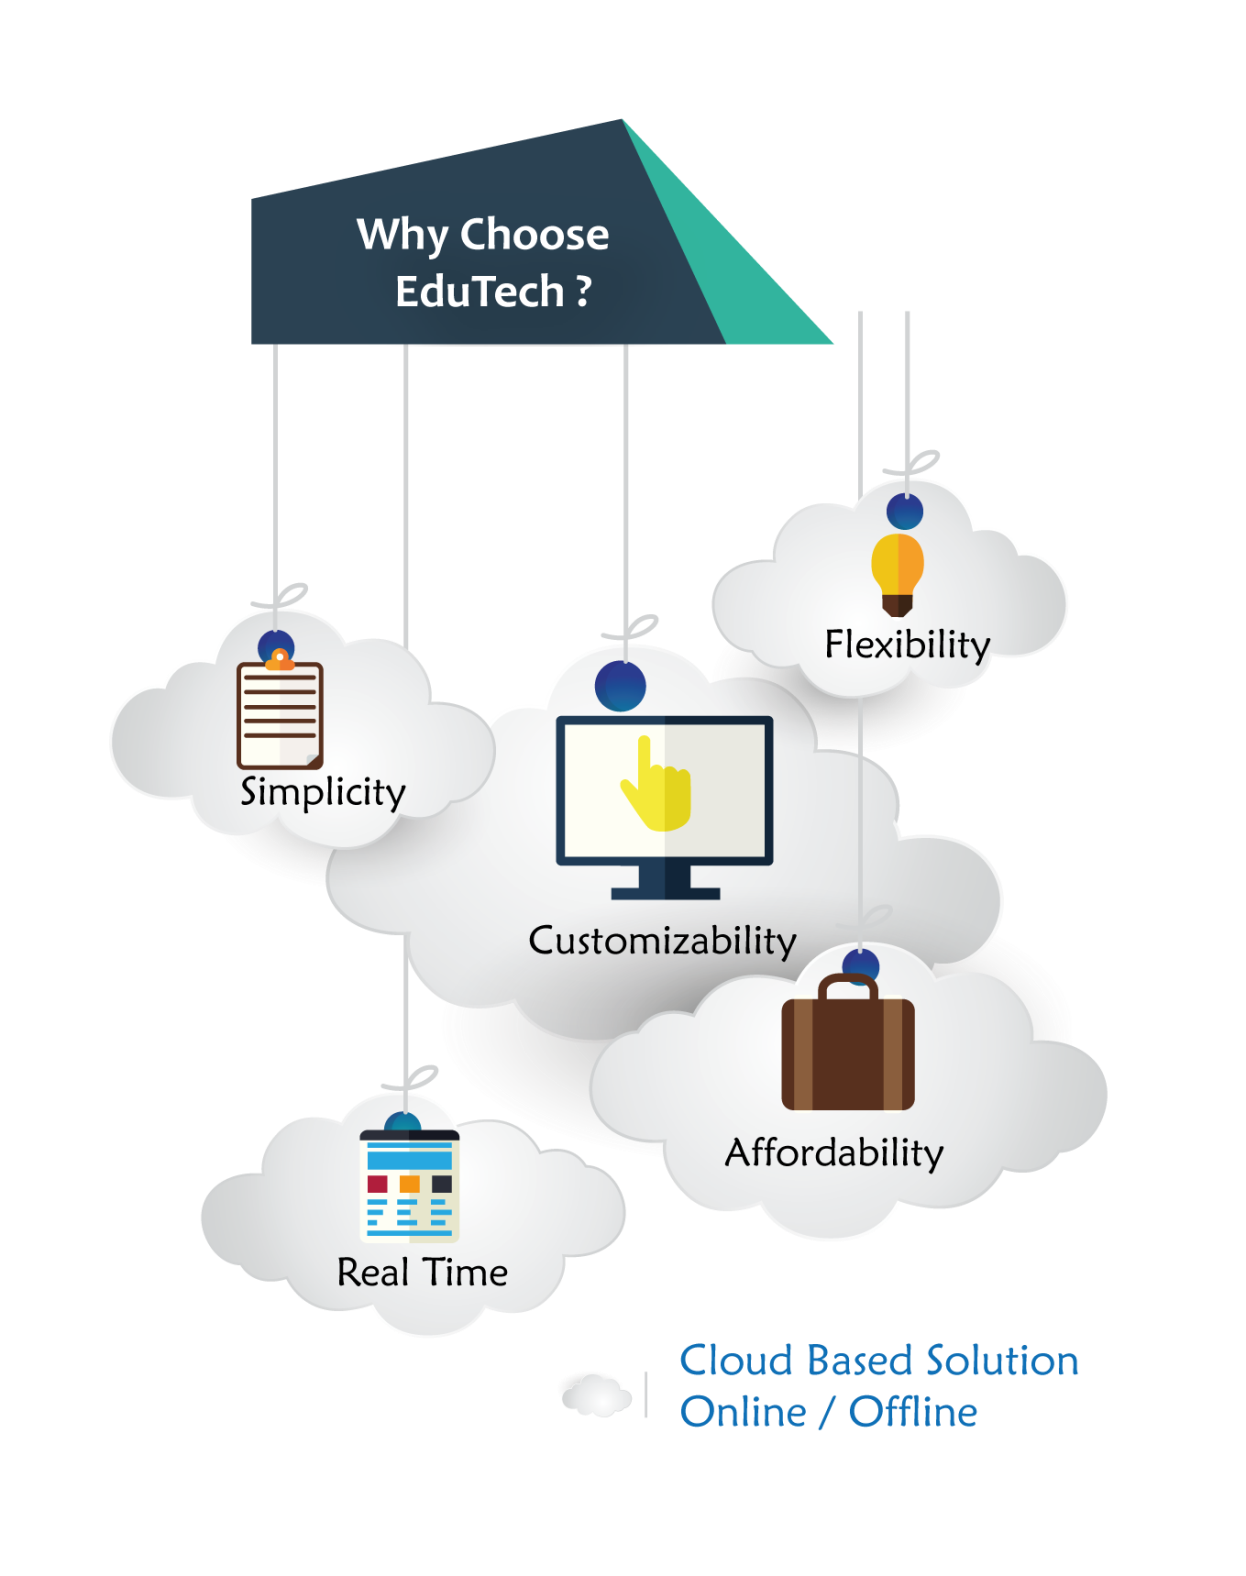 Why Choose
EduTech ?
Flexibility
Simplicity
Customizability
Affordability
Real Time
Cloud Based Solution
Online / Offline